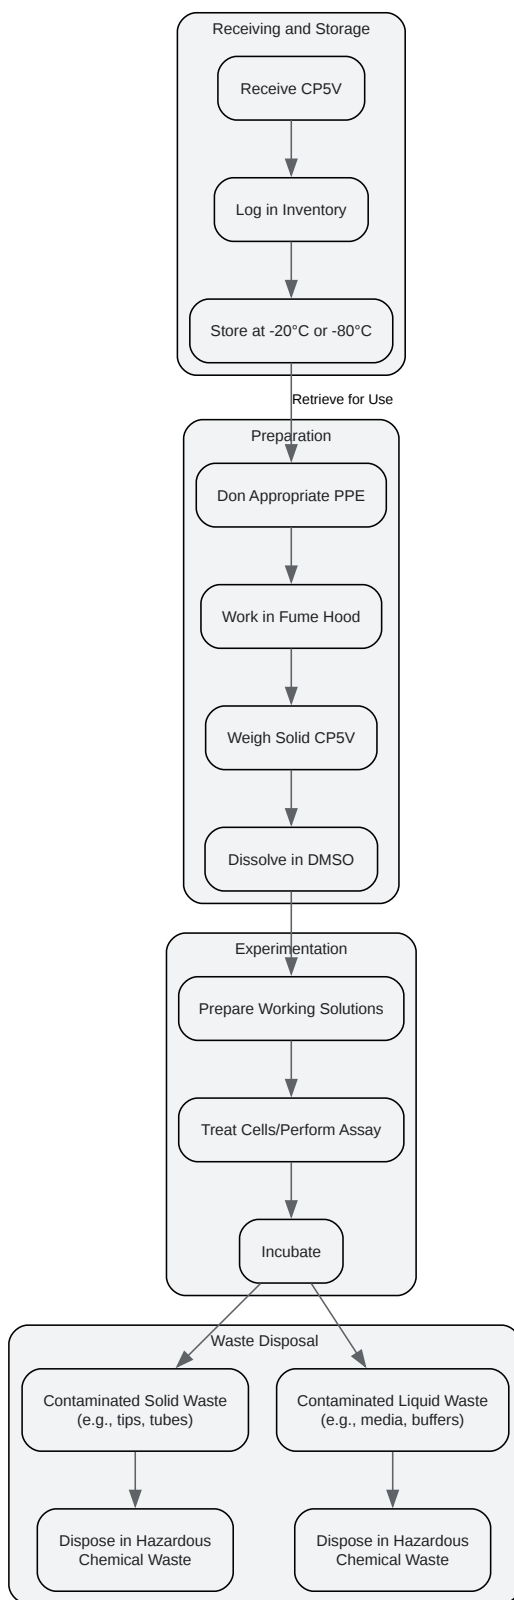 Receiving and Storage
Receive CP5V
Log in Inventory
Store at -20°C or -80°C
Retrieve for Use
Preparation
Don Appropriate PPE
Work in Fume Hood
Weigh Solid CP5V
Dissolve in DMSO
Experimentation
Prepare Working Solutions
Treat Cells/Perform Assay
Incubate
Waste Disposal
Contaminated Solid Waste
(e.g., tips, tubes)
Contaminated Liquid Waste
(e.g., media, buffers)
Dispose in Hazardous
Chemical Waste
Dispose in Hazardous
Chemical Waste